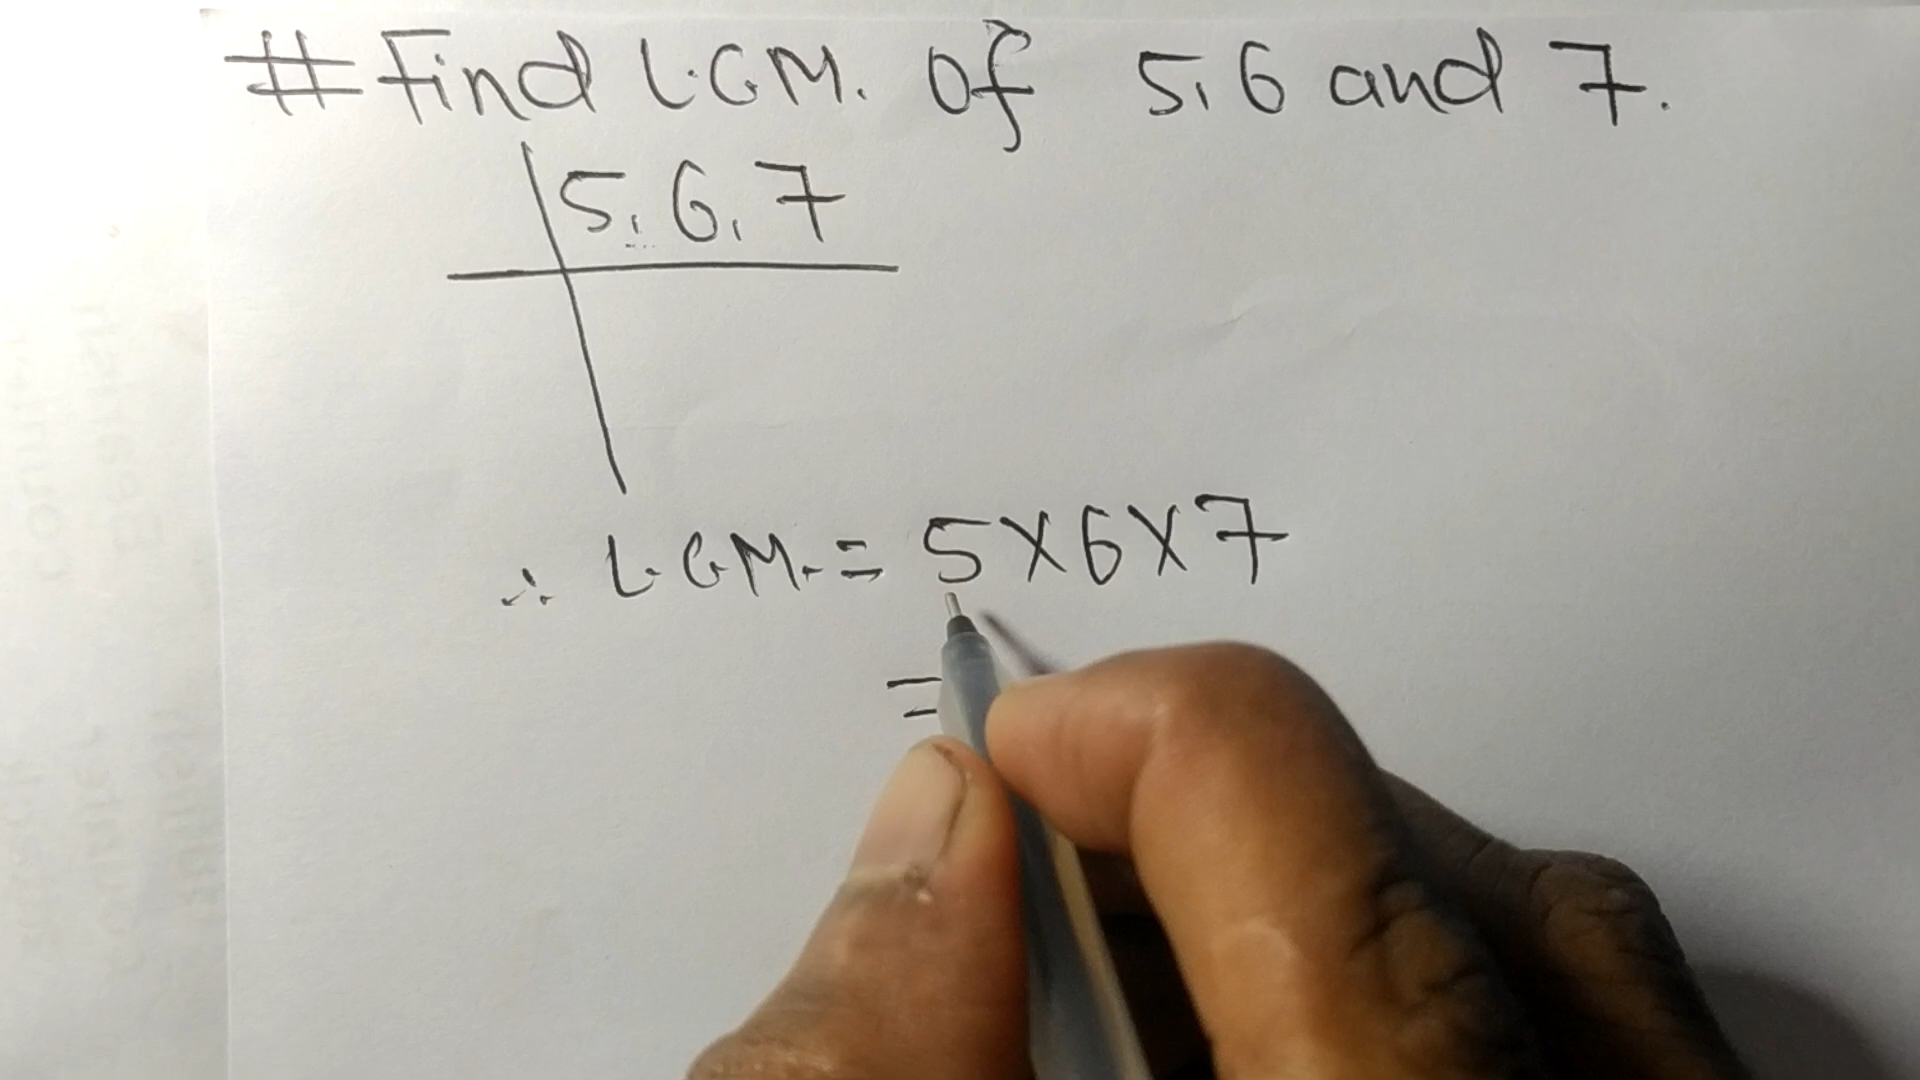 # Find L.C.M. of 5,6 and 7.
5,6,7
∴ L.C.M. = 5×6×7
=